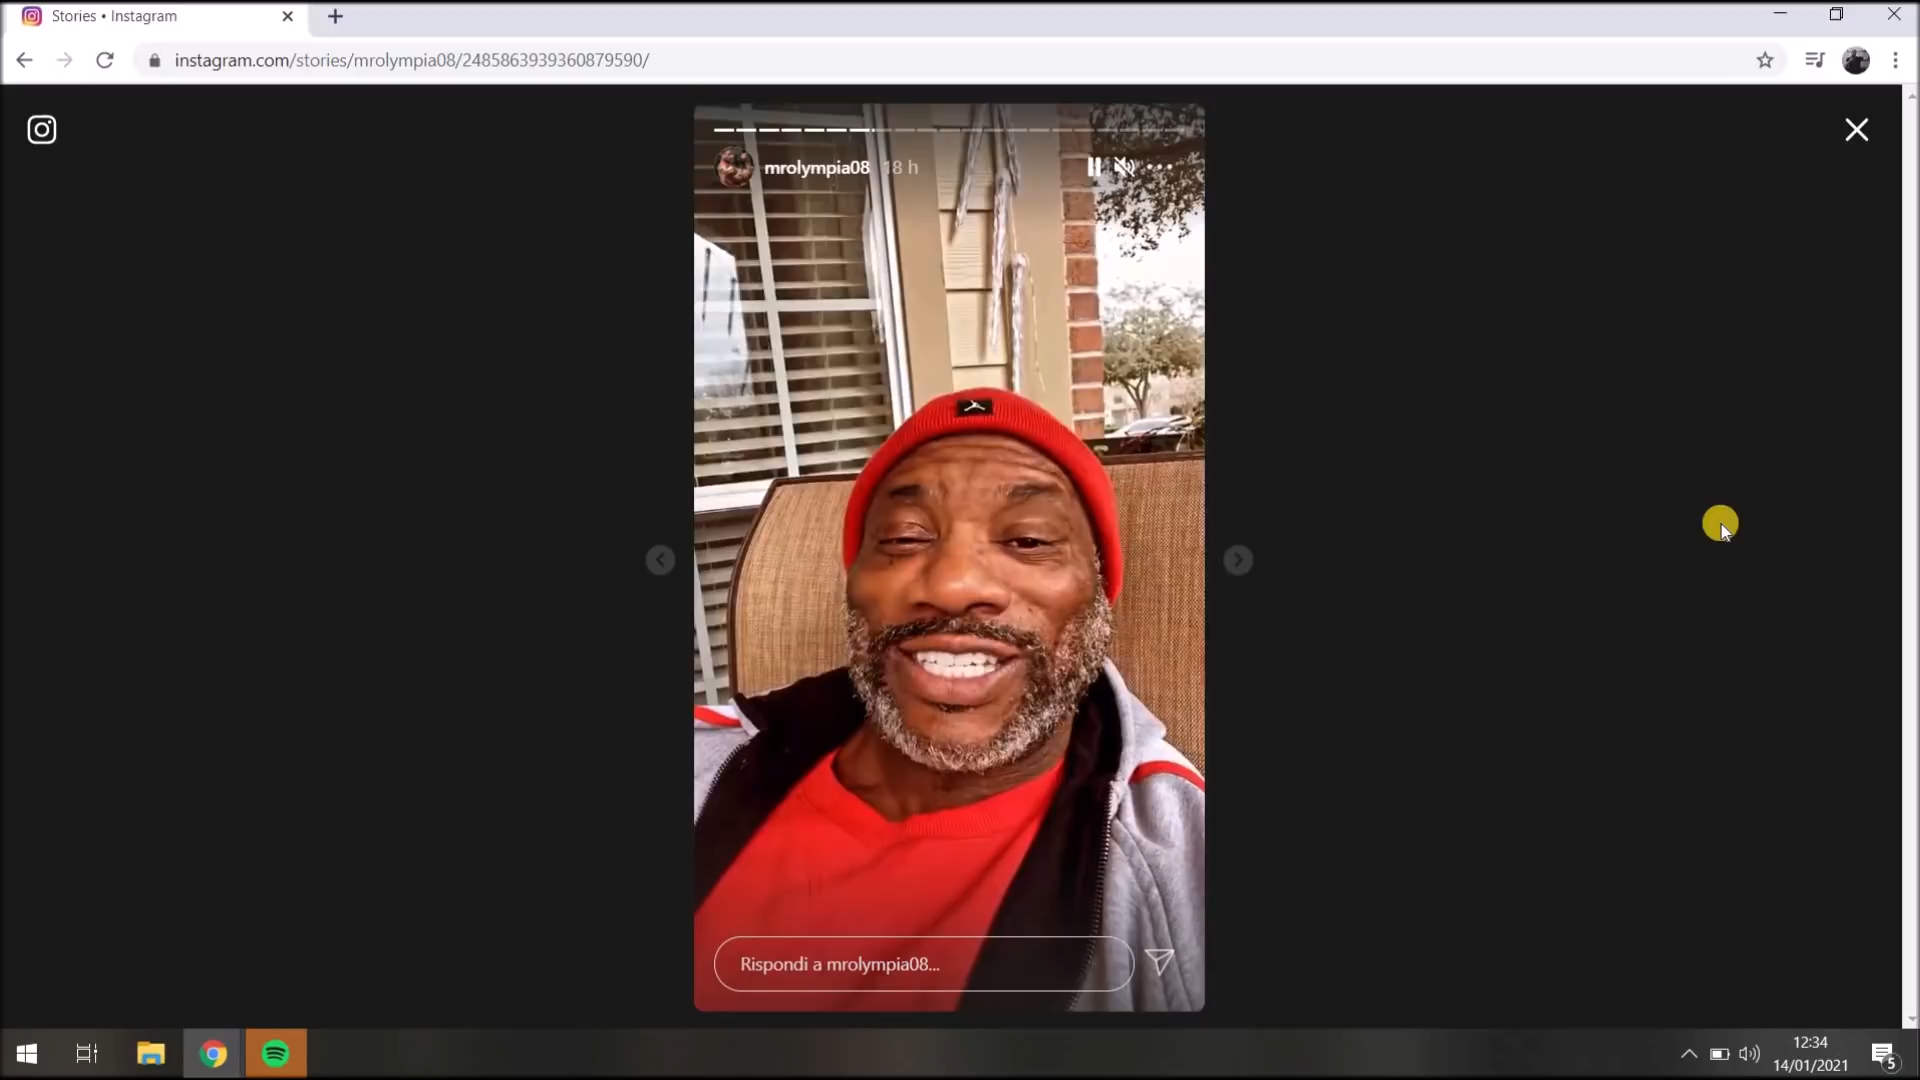 Stories • Instagram
instagram.com/stories/mrolympia08/2485863939360879590/
mrolympia08 18 h
Rispondi a mrolympia08...
12:34
14/01/2021
5